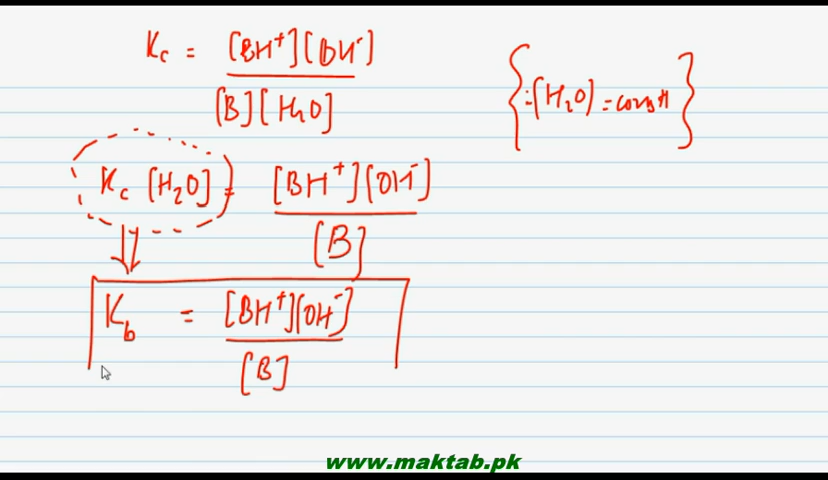 Kc = [BH⁺][OH⁻]
[B][H₂O]
{∴[H₂O] = const}
Kc [H₂O] = [BH⁺][OH⁻]
[B]
Kb = [BH⁺][OH⁻]
[B]
www.maktab.pk